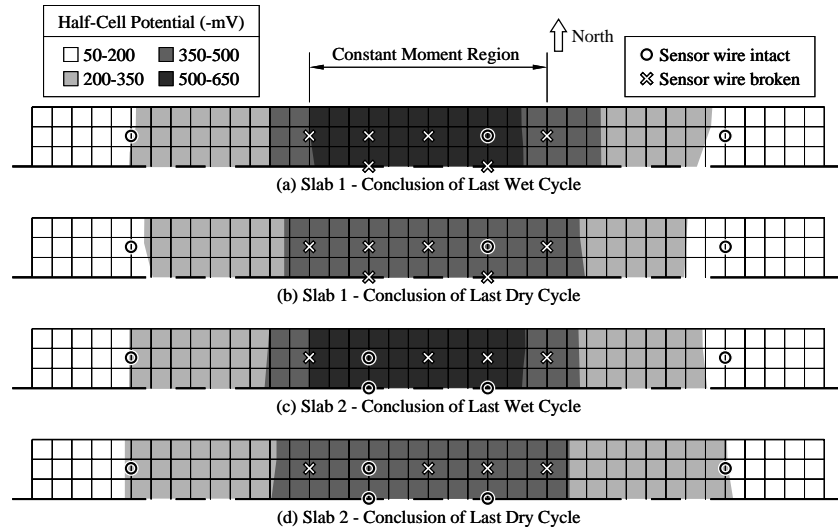 Half-Cell Potential (-mV)
50-200
350-500
200-350
500-650
Constant Moment Region
North
Sensor wire intact
Sensor wire broken
(a) Slab 1 - Conclusion of Last Wet Cycle
(b) Slab 1 - Conclusion of Last Dry Cycle
(c) Slab 2 - Conclusion of Last Wet Cycle
(d) Slab 2 - Conclusion of Last Dry Cycle